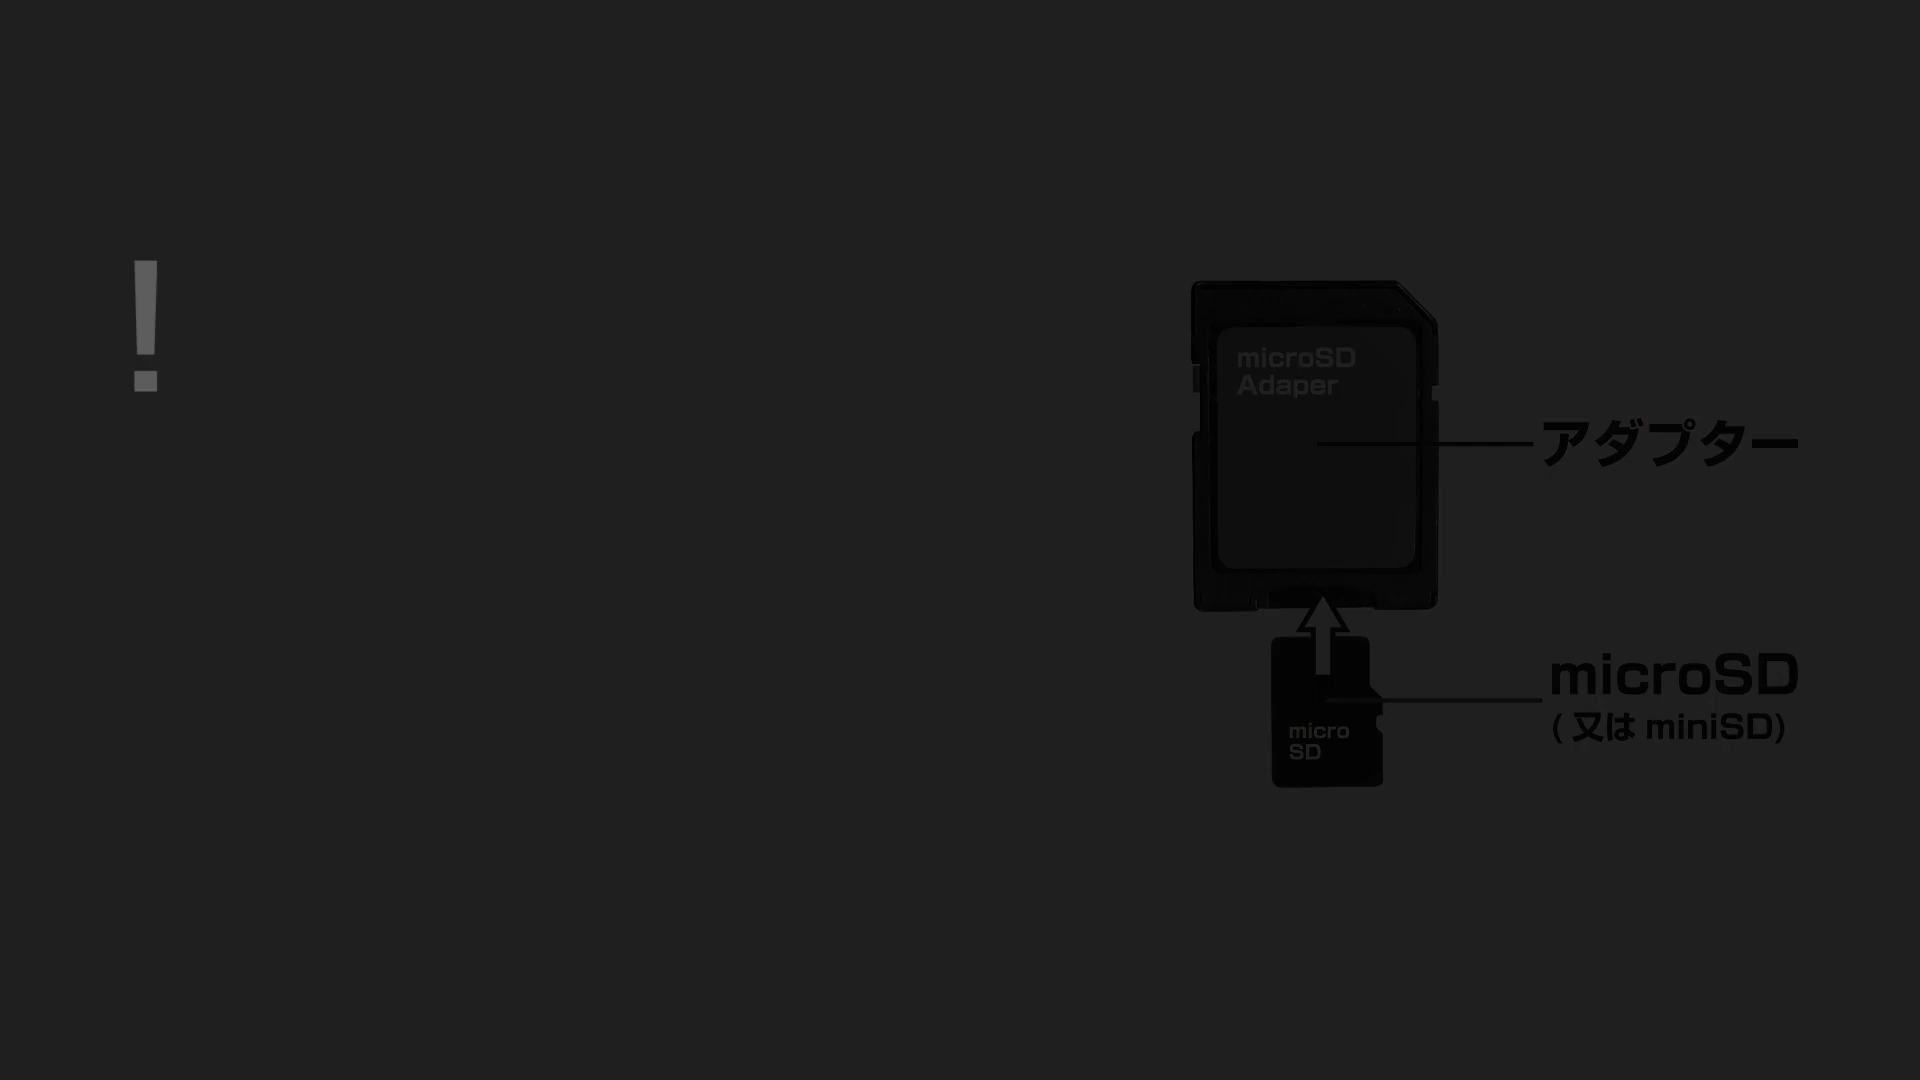 !
microSD
Adaper
アダプター
micro
SD
microSD
( 又は miniSD)